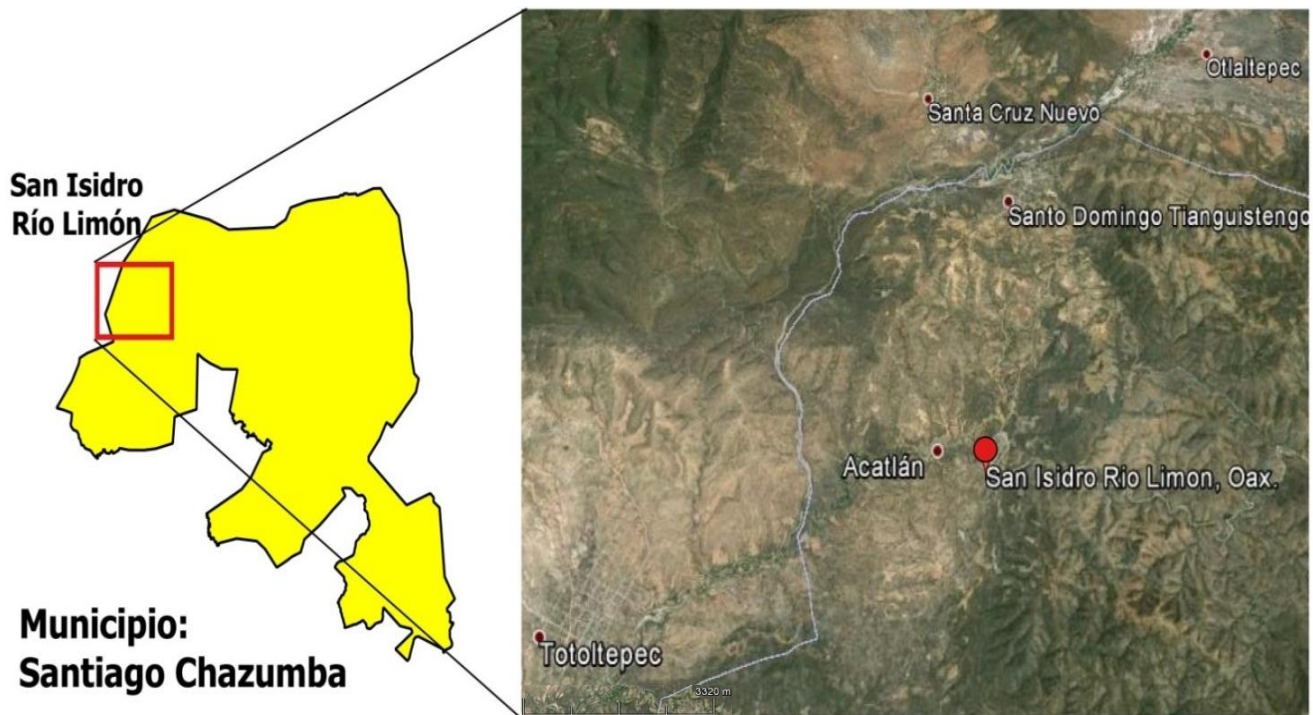 San Isidro
Río Limón
Municipio:
Santiago Chazumba
Otlaltepec
Santa Cruz Nuevo
Santo Domingo Tianguistengo
Acatlán
San Isidro Rio Limon, Oax.
Totoltepec
3320 m